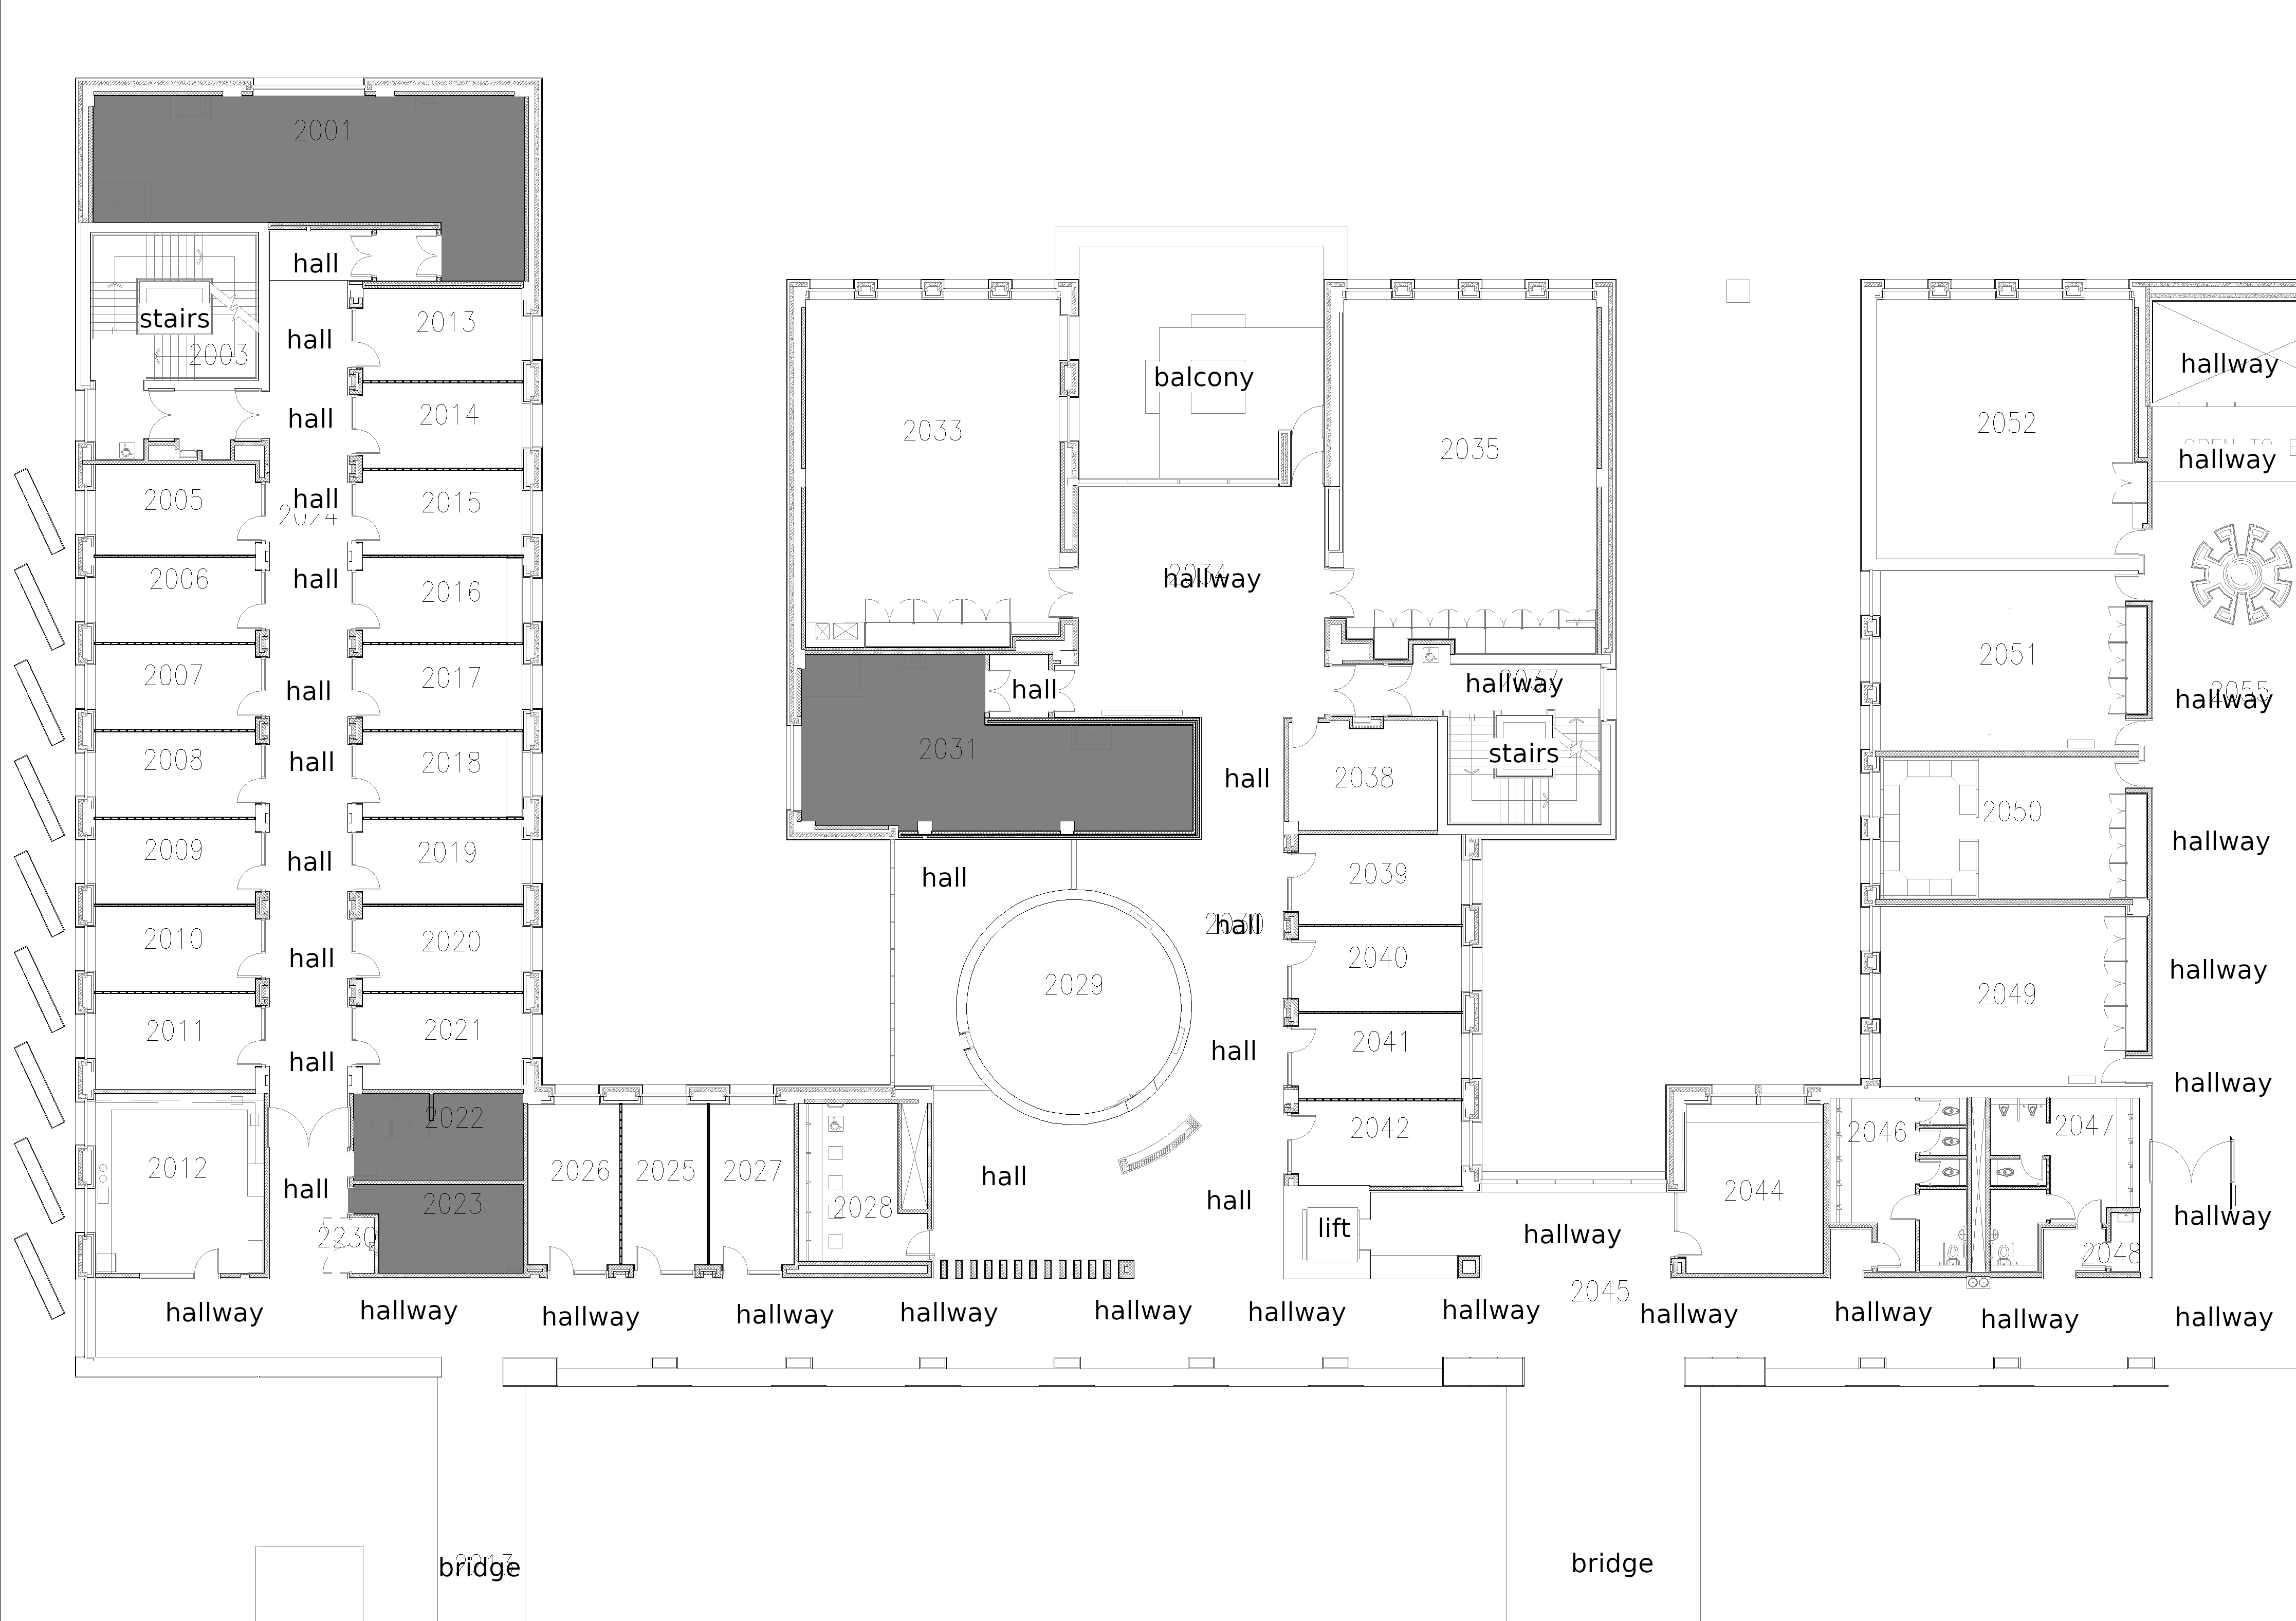 2001
hall
stairs
2003
hall
2013
hall
2014
2005
hall
2024
2015
2006
hall
2016
2007
hall
2017
2008
hall
2018
2009
hall
2019
2010
hall
2020
2011
hall
2021
2012
2022
hall
2023
2230
2026
2025
2027
2028
2033
balcony
2035
2034
hallway
hall
2031
2037
hallway
stairs
hall
2038
hall
2030
hall
2039
2029
2040
hall
2041
2042
hall
hall
lift
hallway
2044
2045
2052
hallway
hallway
2051
2055
hallway
2050
hallway
2049
hallway
hallway
2046
2047
2048
hallway
hallway
hallway
hallway
hallway
hallway
hallway
hallway
hallway
hallway
hallway
hallway
hallway
bridge
bridge